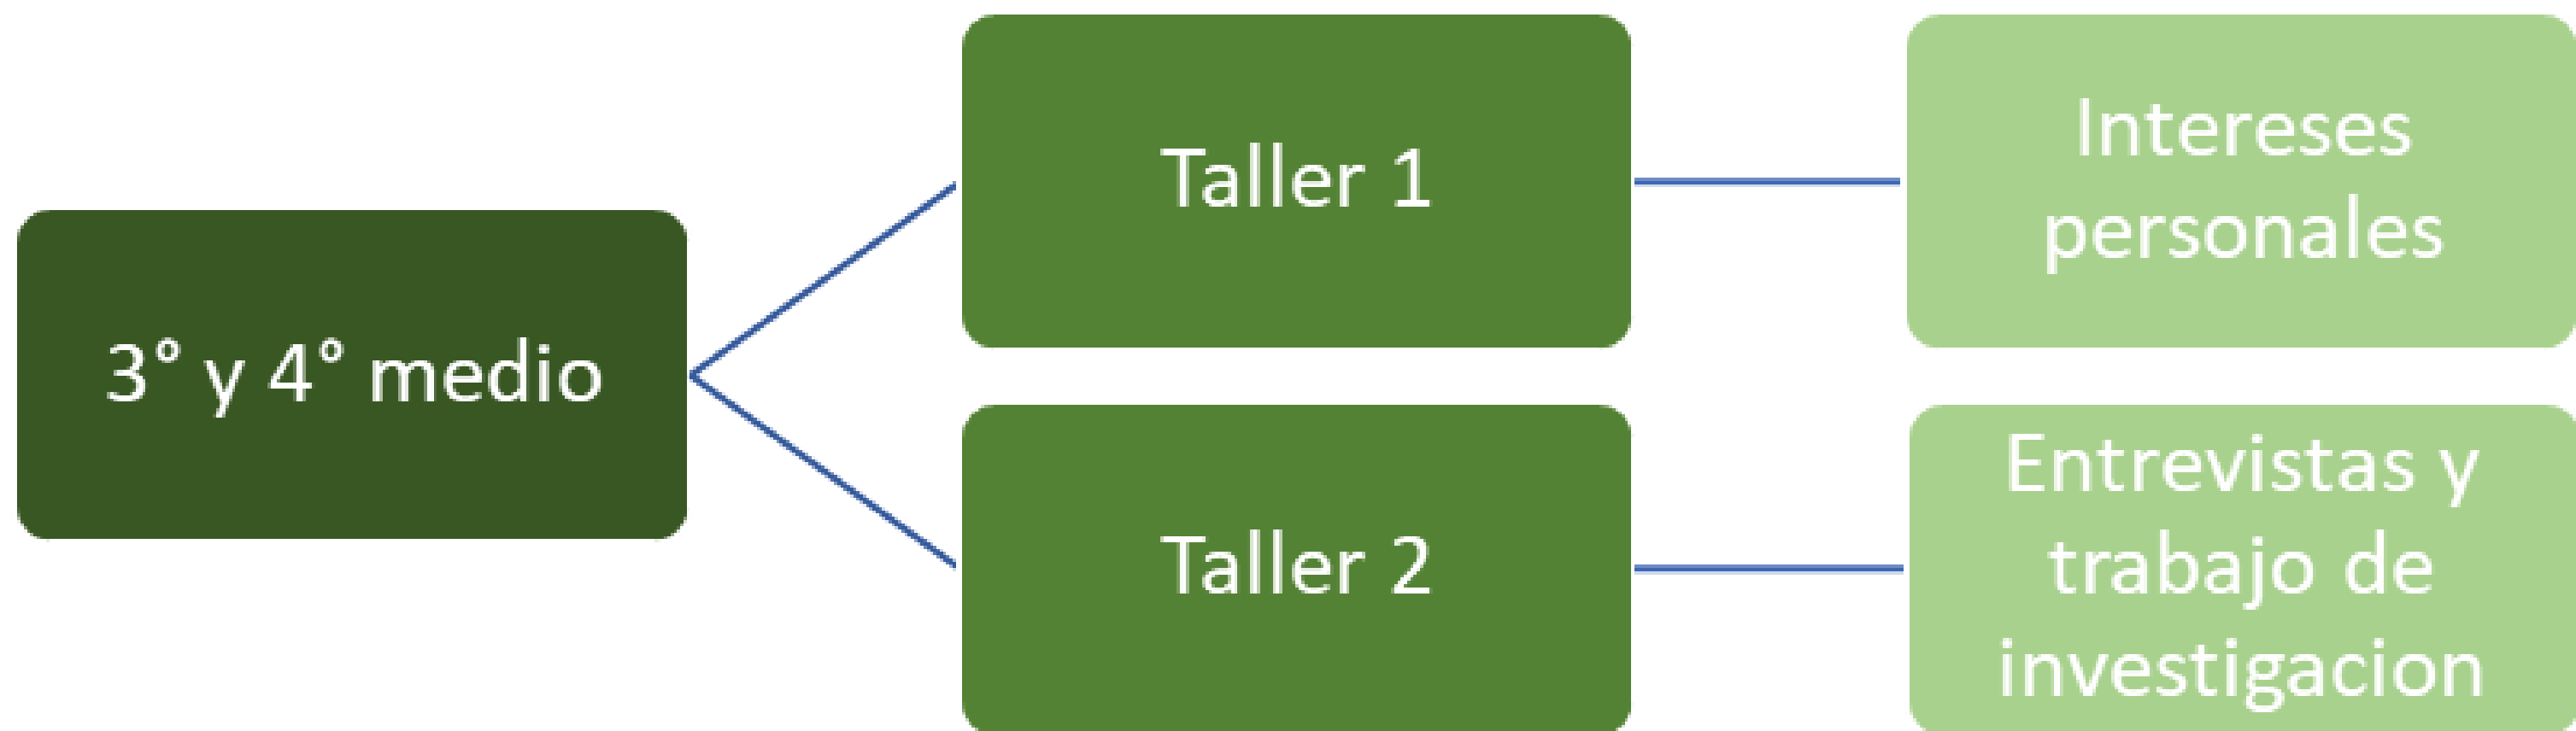 3° y 4° medio
Taller 1
Intereses
personales
Taller 2
Entrevistas y
trabajo de
investigacion